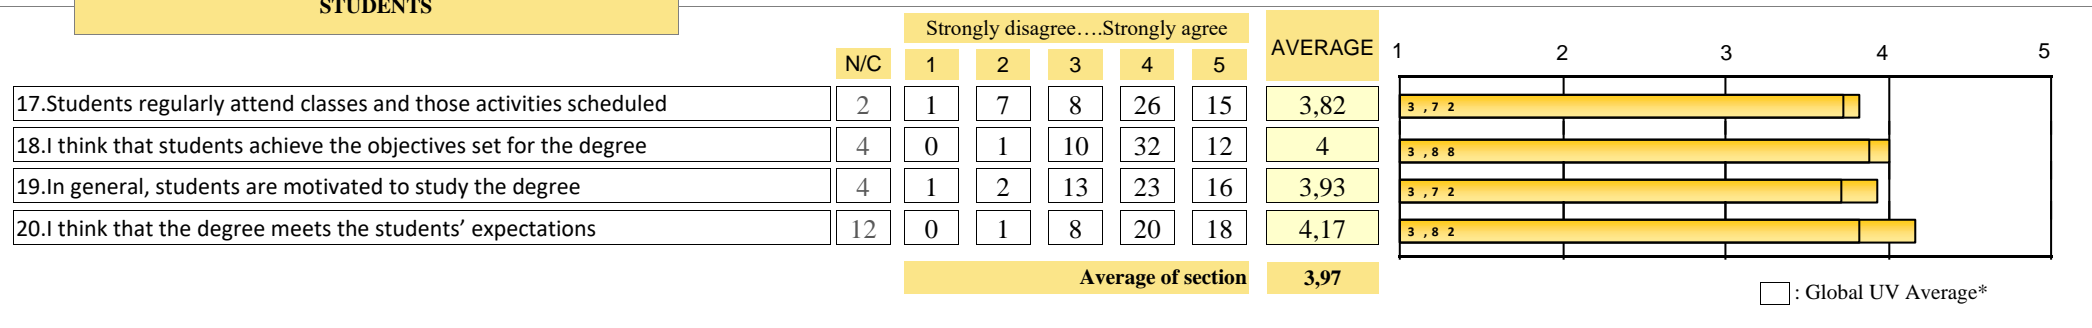 STUDENTS
Strongly disagree….Strongly agree
N/C 1 2 3 4 5 AVERAGE 1 2 3 4 5
17.Students regularly attend classes and those activities scheduled 2 1 7 8 26 15 3,82 3,72
18.I think that students achieve the objectives set for the degree 4 0 1 10 32 12 4 3,88
19.In general, students are motivated to study the degree 4 1 2 13 23 16 3,93 3,72
20.I think that the degree meets the students’ expectations 12 0 1 8 20 18 4,17 3,82
Average of section 3,97
: Global UV Average*